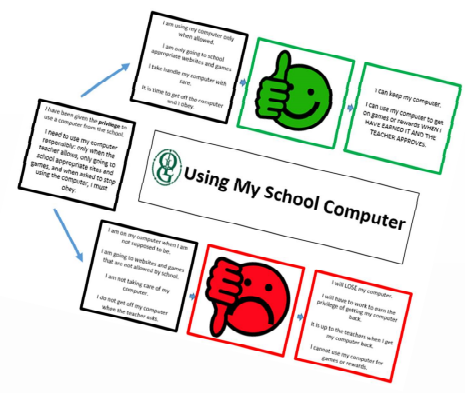 I am using my computer only
when allowed.
I am only going to school
appropriate websites and games
I take handle my computer with
care.
It is time to get off the computer
and I obey
I can keep my computer.
I can use my computer to get
on games or rewards WHEN I
HAVE EARNED IT AND THE
TEACHER APPROVES.
I have been given the privilege to
use a computer from the school.
I need to use my computer
responsibly: only when the
teacher allows, only going to
school appropriate sites and
games, and when asked to stop
using the computer, I must
obey.
Using My School Computer
I am on my computer when I am
not supposed to be.
I am going to websites and games
that are not allowed by school.
I am not taking care of my
computer.
I do not get off my computer
when the teacher asks.
I will LOSE my computer.
I will have to work to earn the
privilege of getting my computer
back.
It is up to the teachers when I get
my computer back.
I cannot use my computer for
games or rewards.